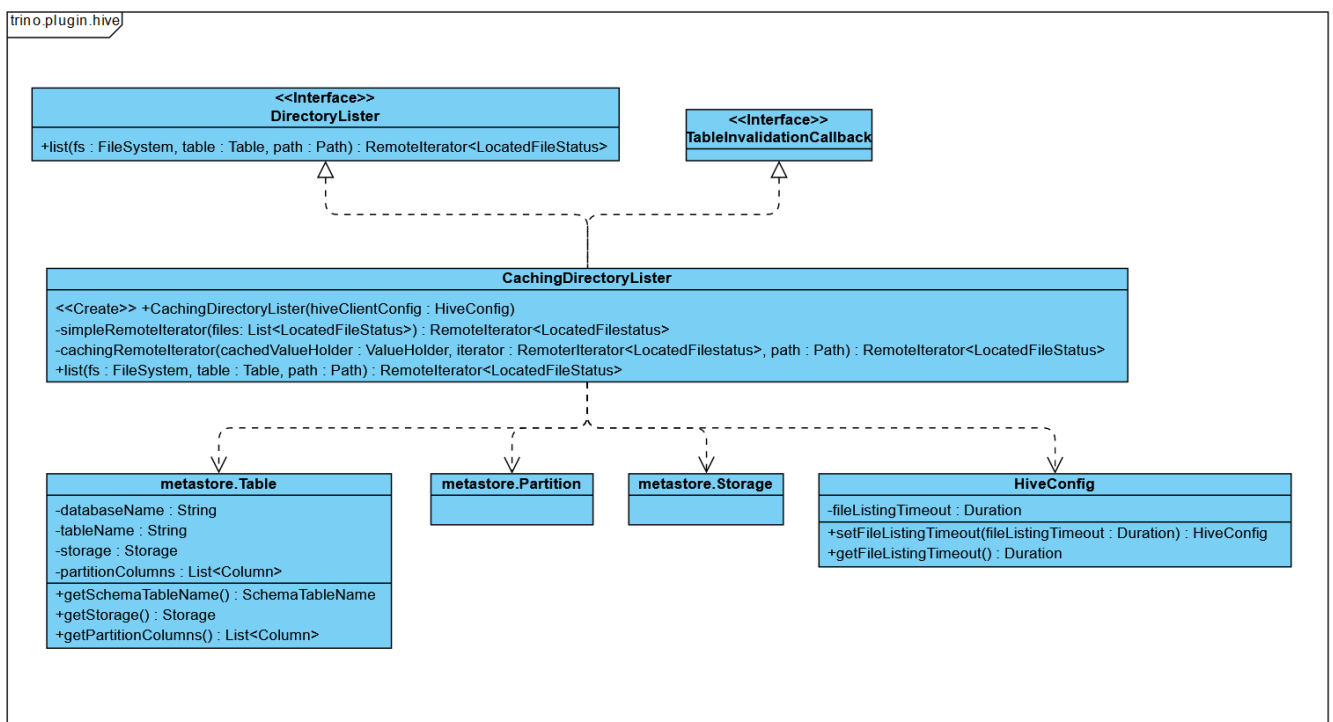 trino.plugin.hive
<<Interface>>
DirectoryLister
+list(fs : FileSystem, table : Table, path : Path) : RemoteIterator<LocatedFileStatus>
<<Interface>>
TableInvalidationCallback
CachingDirectoryLister
<<Create>> +CachingDirectoryLister(hiveClientConfig : HiveConfig)
-simpleRemoteIterator(files: List<LocatedFileStatus>) : RemoteIterator<LocatedFilestatus>
-cachingRemoteIterator(cachedValueHolder : ValueHolder, iterator : RemoterIterator<LocatedFilestatus>, path : Path) : RemoteIterator<LocatedFileStatus>
+list(fs : FileSystem, table : Table, path : Path) : RemoteIterator<LocatedFileStatus>
metastore.Table
-databaseName : String
-tableName : String
-storage : Storage
-partitionColumns : List<Column>
+getSchemaTableName() : SchemaTableName
+getStorage() : Storage
+getPartitionColumns() : List<Column>
metastore.Partition
metastore.Storage
HiveConfig
-fileListingTimeout : Duration
+setFileListingTimeout(fileListingTimeout : Duration) : HiveConfig
+getFileListingTimeout() : Duration